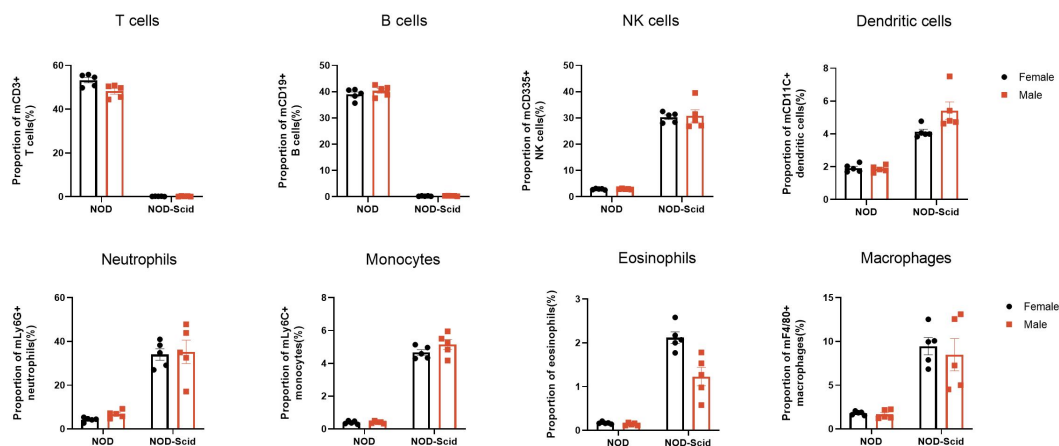 T cells
Proportion of mCD3+
T cells(%)
60
40
20
0
NOD
NOD-Scid
B cells
Proportion of mCD19+
B cells(%)
50
40
30
20
10
0
NOD
NOD-Scid
NK cells
Proportion of mCD335+
NK cells(%)
50
40
30
20
10
0
NOD
NOD-Scid
Dendritic cells
Proportion of mCD11C+
dendritic cells(%)
8
6
4
2
0
NOD
NOD-Scid
Female
Male
Neutrophils
Proportion of mLy6G+
neutrophils(%)
60
40
20
0
NOD
NOD-Scid
Monocytes
Proportion of mLy6C+
monocytes(%)
8
6
4
2
0
NOD
NOD-Scid
Eosinophils
Proportion of eosinophils(%)
3
2
1
0
NOD
NOD-Scid
Macrophages
Proportion of mF4/80+
macrophages(%)
15
10
5
0
NOD
NOD-Scid
Female
Male